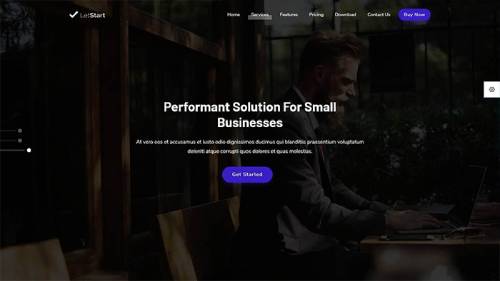 LetStart
Home Services Features Pricing Download Contact Us Buy Now
Performant Solution For Small
Businesses
At vero eos et accusamus et iusto odio dignissimos ducimus qui blanditiis praesentium voluptatum
deleniti atque corrupti quos dolores et quas molestias.
Get Started